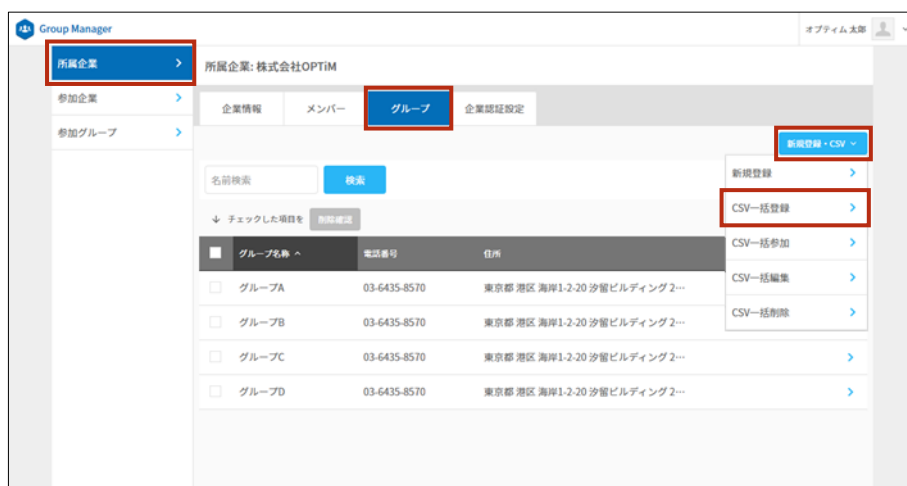 Group Manager
オプティム 太郎
所属企業
参加企業
参加グループ
所属企業: 株式会社OPTiM
企業情報 メンバー グループ 企業認証設定
新規登録・CSV
新規登録
CSV一括登録
CSV一括参加
CSV一括編集
CSV一括削除
名前検索 検索
チェックした項目を 削除確認
グループ名称 電話番号 住所
グループA 03-6435-8570 東京都 港区 海岸1-2-20 汐留ビルディング 2…
グループB 03-6435-8570 東京都 港区 海岸1-2-20 汐留ビルディング 2…
グループC 03-6435-8570 東京都 港区 海岸1-2-20 汐留ビルディング 2…
グループD 03-6435-8570 東京都 港区 海岸1-2-20 汐留ビルディング 2…